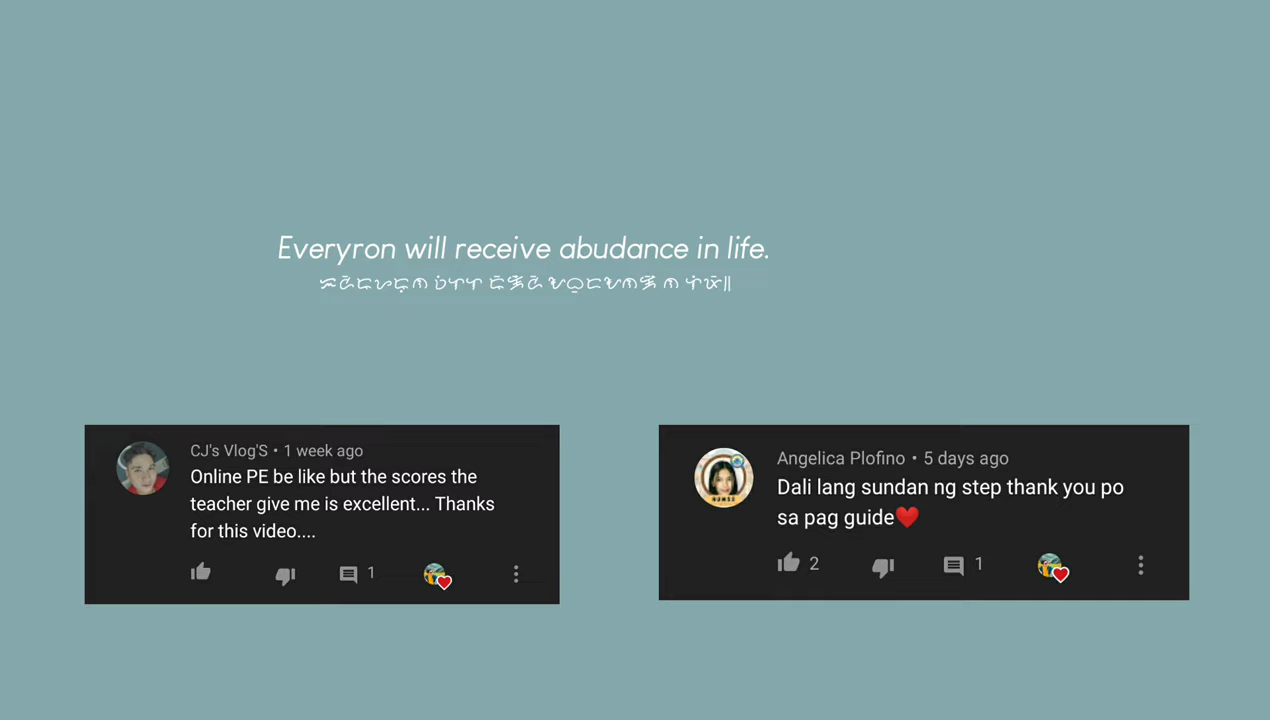 Everyron will receive abudance in life.
CJ's Vlog'S • 1 week ago
Online PE be like but the scores the
teacher give me is excellent... Thanks
for this video....
1
Angelica Plofino • 5 days ago
Dali lang sundan ng step thank you po
sa pag guide❤️
2 1